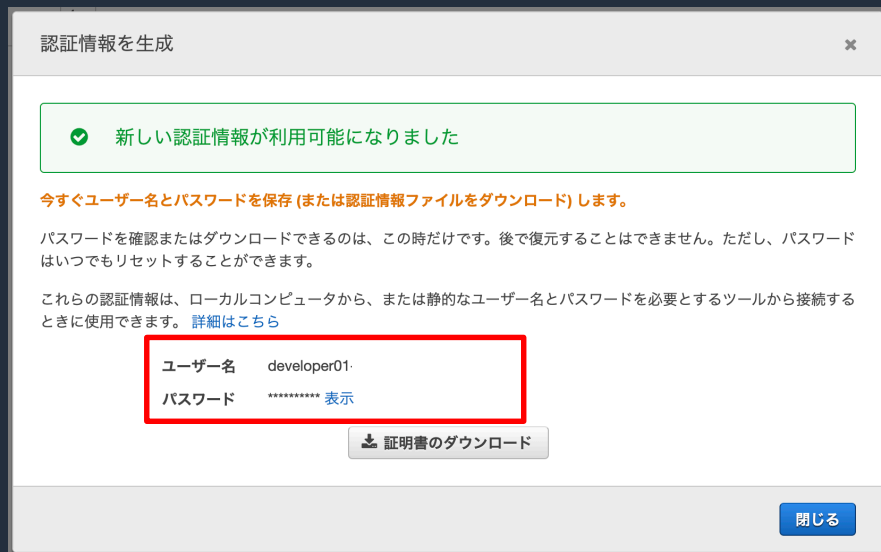 認証情報を生成
新しい認証情報が利用可能になりました
今すぐユーザー名とパスワードを保存 (または認証情報ファイルをダウンロード) します。
パスワードを確認またはダウンロードできるのは、この時だけです。後で復元することはできません。ただし、パスワード
はいつでもリセットすることができます。
これらの認証情報は、ローカルコンピュータから、または静的なユーザー名とパスワードを必要とするツールから接続する
ときに使用できます。 詳細はこちら
ユーザー名 developer01
パスワード ********** 表示
証明書のダウンロード
閉じる